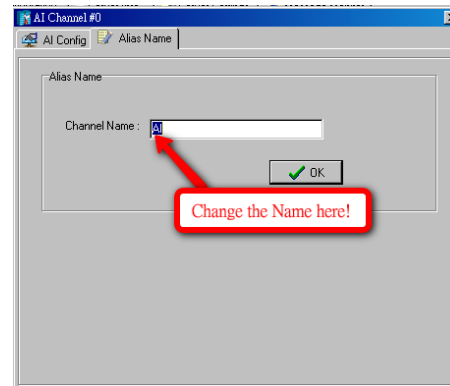 AI Channel #0
AI Config Alias Name
Alias Name
Channel Name : AI
OK
Change the Name here!